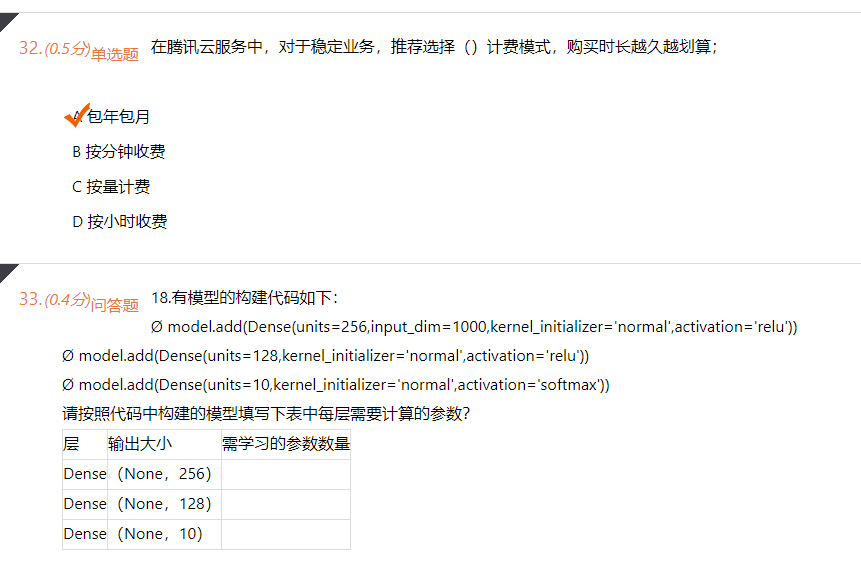 32.(0.5分)单选题 在腾讯云服务中，对于稳定业务，推荐选择（）计费模式，购买时长越久越划算；
A 包年包月
B 按分钟收费
C 按量计费
D 按小时收费
33.(0.4分)问答题 18.有模型的构建代码如下：
Ø model.add(Dense(units=256,input_dim=1000,kernel_initializer='normal',activation='relu'))
Ø model.add(Dense(units=128,kernel_initializer='normal',activation='relu'))
Ø model.add(Dense(units=10,kernel_initializer='normal',activation='softmax'))
请按照代码中构建的模型填写下表中每层需要计算的参数?
层 输出大小 需学习的参数数量
Dense （None，256）
Dense （None，128）
Dense （None，10）